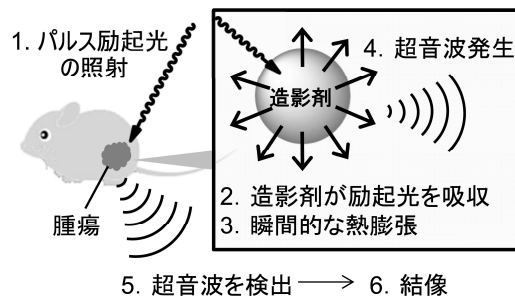 1. パルス励起光
の照射
造影剤
4. 超音波発生
腫瘍
2. 造影剤が励起光を吸収
3. 瞬間的な熱膨張
5. 超音波を検出 → 6. 結像